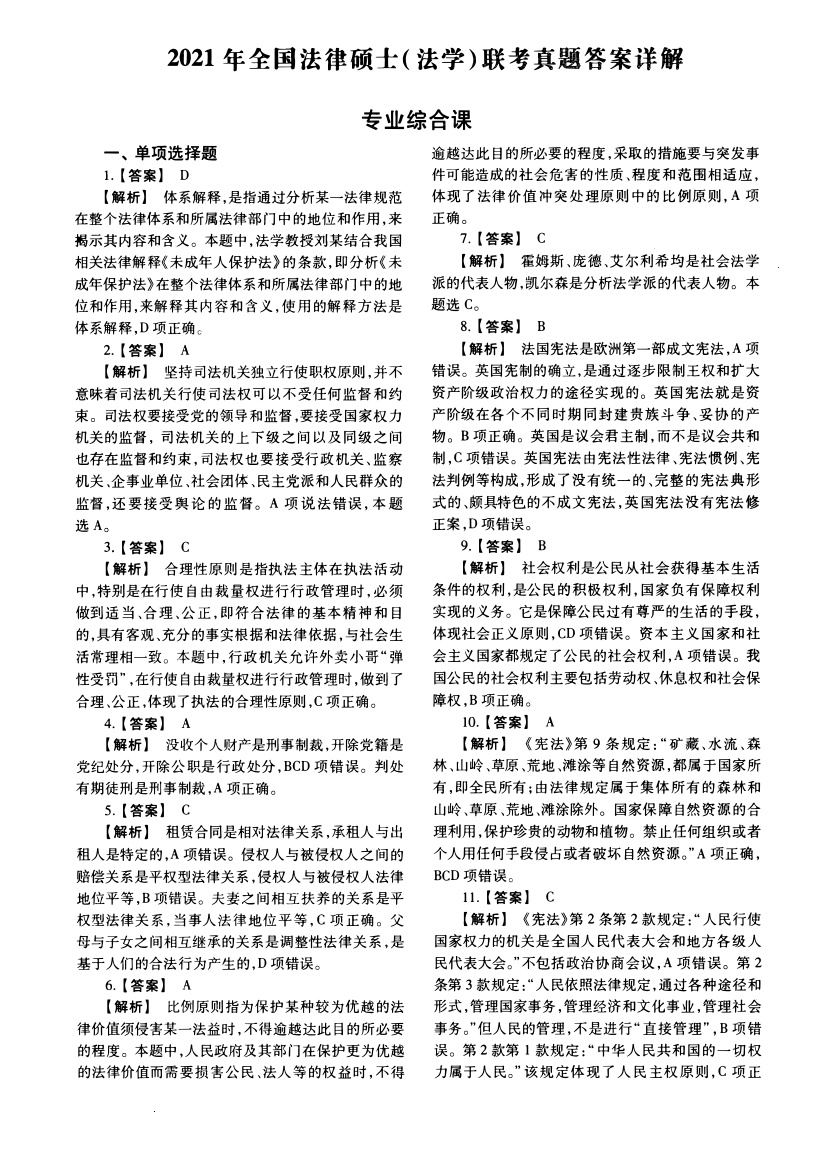 2021 年全国法律硕士(法学)联考真题答案详解
专业综合课
一、单项选择题
1.【答案】 D
【解析】 体系解释,是指通过分析某一法律规范
在整个法律体系和所属法律部门中的地位和作用,来
揭示其内容和含义。本题中,法学教授刘某结合我国
相关法律解释《未成年人保护法》的条款,即分析《未
成年保护法》在整个法律体系和所属法律部门中的地
位和作用,来解释其内容和含义,使用的解释方法是
体系解释,D 项正确。
2.【答案】 A
【解析】 坚持司法机关独立行使职权原则,并不
意味着司法机关行使司法权可以不受任何监督和约
束。司法权要接受党的领导和监督,要接受国家权力
机关的监督, 司法机关的上下级之间以及同级之间
也存在监督和约束,司法权也要接受行政机关、监察
机关、企事业单位、社会团体、民主党派和人民群众的
监督,还要接受舆论的监督。A 项说法错误,本题
选 A。
3.【答案】 C
【解析】 合理性原则是指执法主体在执法活动
中,特别是在行使自由裁量权进行行政管理时,必须
做到适当、合理、公正,即符合法律的基本精神和目
的,具有客观、充分的事实根据和法律依据,与社会生
活常理相一致。本题中,行政机关允许外卖小哥“弹
性受罚”,在行使自由裁量权进行行政管理时,做到了
合理、公正,体现了执法的合理性原则,C 项正确。
4.【答案】 A
【解析】 没收个人财产是刑事制裁,开除党籍是
党纪处分,开除公职是行政处分,BCD 项错误。判处
有期徒刑是刑事制裁,A 项正确。
5.【答案】 C
【解析】 租赁合同是相对法律关系,承租人与出
租人是特定的,A 项错误。侵权人与被侵权人之间的
赔偿关系是平权型法律关系,侵权人与被侵权人法律
地位平等,B 项错误。夫妻之间相互扶养的关系是平
权型法律关系,当事人法律地位平等,C 项正确。父
母与子女之间相互继承的关系是调整性法律关系,是
基于人们的合法行为产生的,D 项错误。
6.【答案】 A
【解析】 比例原则指为保护某种较为优越的法
律价值须侵害某一法益时,不得逾越达此目的所必要
的程度。本题中,人民政府及其部门在保护更为优越
的法律价值而需要损害公民、法人等的权益时,不得
逾越达此目的所必要的程度,采取的措施要与突发事
件可能造成的社会危害的性质、程度和范围相适应,
体现了法律价值冲突处理原则中的比例原则,A 项
正确。
7.【答案】 C
【解析】 霍姆斯、庞德、艾尔利希均是社会法学
派的代表人物,凯尔森是分析法学派的代表人物。本
题选 C。
8.【答案】 B
【解析】 法国宪法是欧洲第一部成文宪法,A 项
错误。英国宪制的确立,是通过逐步限制王权和扩大
资产阶级政治权力的途径实现的。英国宪法就是资
产阶级在各个不同时期同封建贵族斗争、妥协的产
物。B 项正确。英国是议会君主制,而不是议会共和
制,C 项错误。英国宪法由宪法性法律、宪法惯例、宪
法判例等构成,形成了没有统一的、完整的宪法典形
式的、颇具特色的不成文宪法,英国宪法没有宪法修
正案,D 项错误。
9.【答案】 B
【解析】 社会权利是公民从社会获得基本生活
条件的权利,是公民的积极权利,国家负有保障权利
实现的义务。它是保障公民过有尊严的生活的手段,
体现社会正义原则,CD 项错误。资本主义国家和社
会主义国家都规定了公民的社会权利,A 项错误。我
国公民的社会权利主要包括劳动权、休息权和社会保
障权,B 项正确。
10.【答案】 A
【解析】 《宪法》第 9 条规定:“矿藏、水流、森
林、山岭、草原、荒地、滩涂等自然资源,都属于国家所
有,即全民所有;由法律规定属于集体所有的森林和
山岭、草原、荒地、滩涂除外。国家保障自然资源的合
理利用,保护珍贵的动物和植物。禁止任何组织或者
个人用任何手段侵占或者破坏自然资源。”A 项正确,
BCD 项错误。
11.【答案】 C
【解析】 《宪法》第 2 条第 2 款规定:“人民行使
国家权力的机关是全国人民代表大会和地方各级人
民代表大会。”不包括政治协商会议,A 项错误。第 2
条第 3 款规定:“人民依照法律规定,通过各种途径和
形式,管理国家事务,管理经济和文化事业,管理社会
事务。”但人民的管理,不是进行“直接管理”,B 项错
误。第 2 款第 1 款规定:“中华人民共和国的一切权
力属于人民。”该规定体现了人民主权原则,C 项正